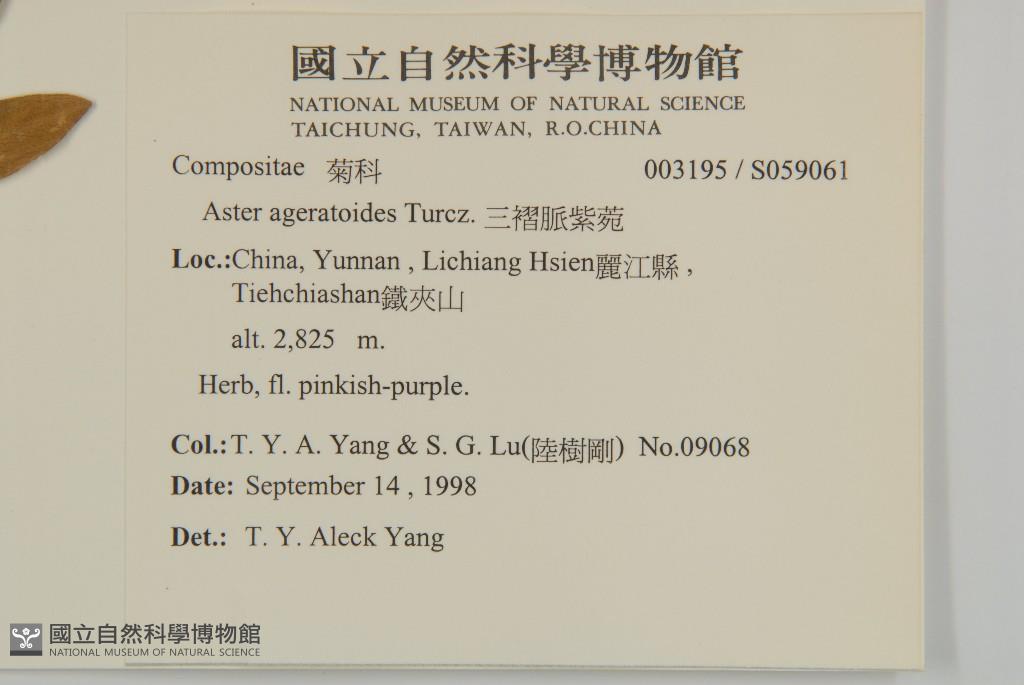 國立自然科學博物館
NATIONAL MUSEUM OF NATURAL SCIENCE
TAICHUNG, TAIWAN, R.O.CHINA
Compositae 菊科 003195 / S059061
Aster ageratoides Turcz. 三褶脈紫菀
Loc.:China, Yunnan , Lichiang Hsien麗江縣 ,
Tiehchiashan鐵夾山
alt. 2,825 m.
Herb, fl. pinkish-purple.
Col.: T. Y. A. Yang & S. G. Lu(陸樹剛) No.09068
Date: September 14 , 1998
Det.: T. Y. Aleck Yang
國立自然科學博物館
NATIONAL MUSEUM OF NATURAL SCIENCE